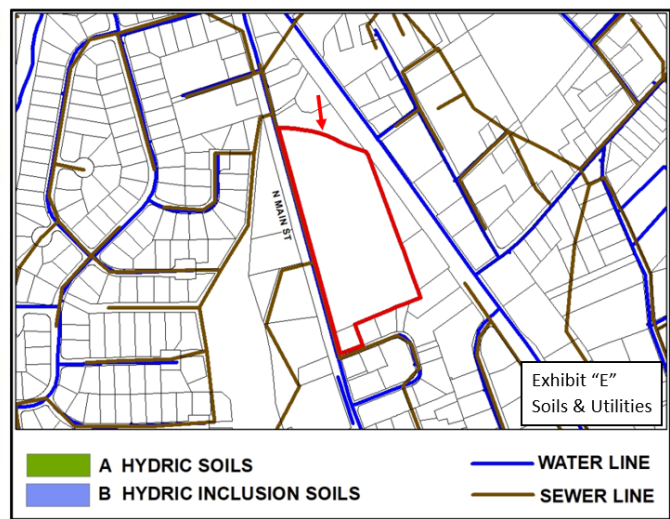 N MAIN ST
Exhibit “E”
Soils & Utilities
A HYDRIC SOILS
B HYDRIC INCLUSION SOILS
WATER LINE
SEWER LINE